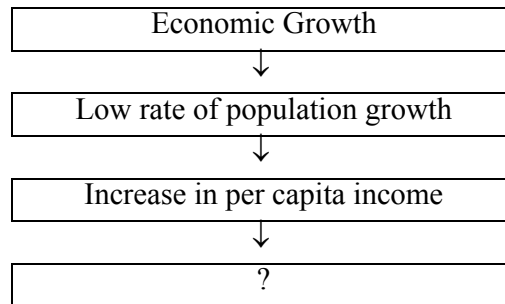 Economic Growth
↓
Low rate of population growth
↓
Increase in per capita income
↓
?